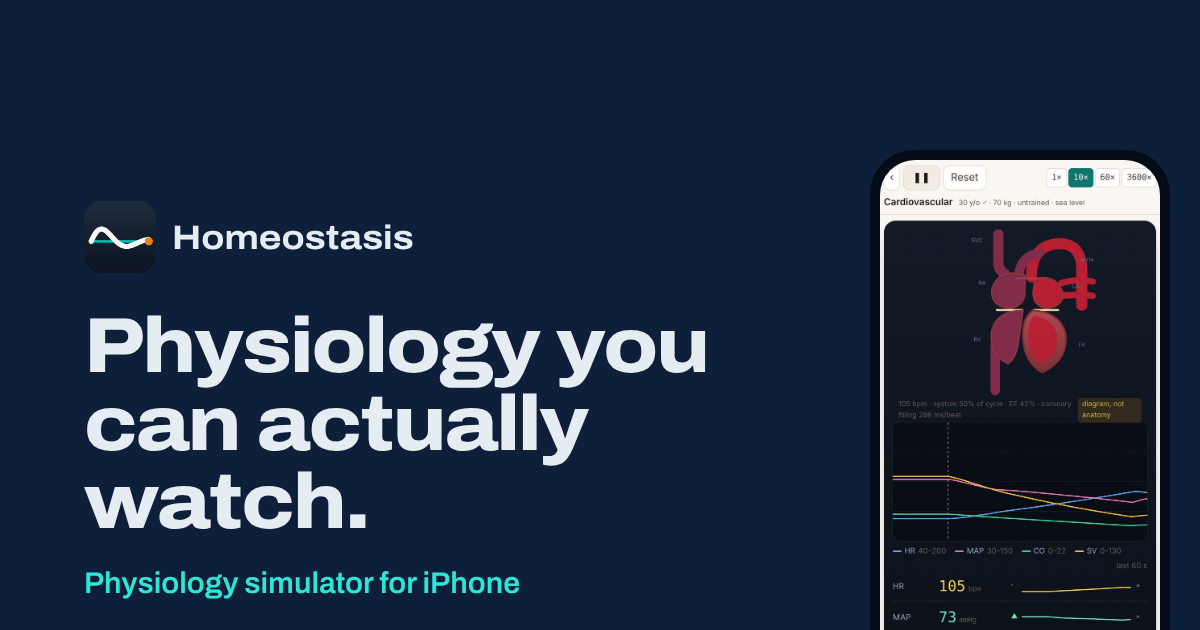 Homeostasis
Physiology you
can actually
watch.
Physiology simulator for iPhone
‹ ❚❚ Reset 1× 10× 60× 3600×
Cardiovascular 30 y/o ♂ · 70 kg · untrained · sea level
SVC
RA
RV
LV
105 bpm · systole 50% of cycle · EF 42% · coronary
filling 286 ms/beat
diagram, not
anatomy
HR 40–200 MAP 30–150 CO 0–22 SV 0–130
last 60 s
HR 105 bpm
MAP 73 mmHg